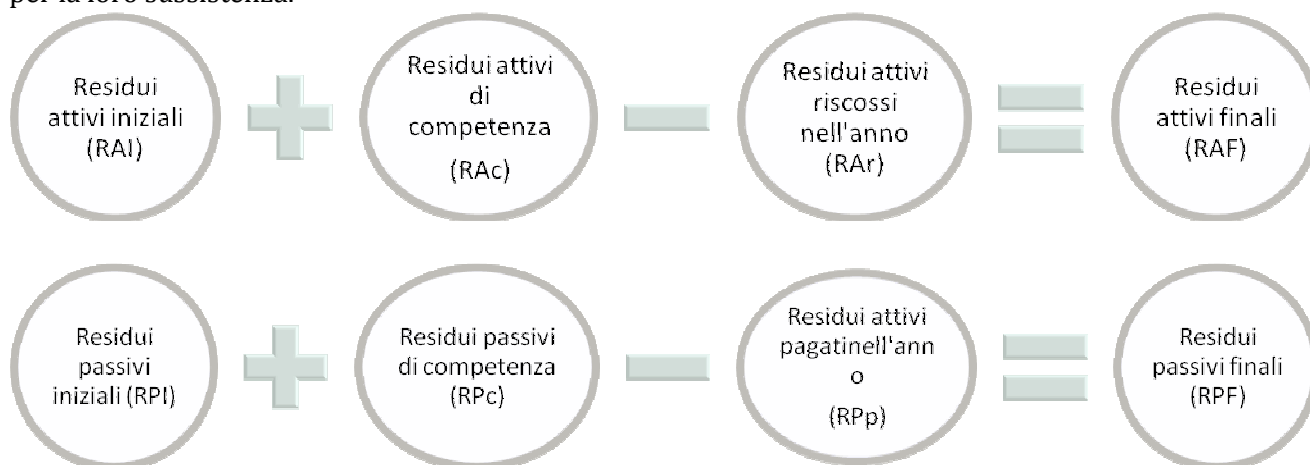 per la loro sussistenza.
Residui
attivi iniziali
(RAI)
Residui attivi
di
competenza
(RAc)
Residui attivi
riscossi
nell'anno
(RAr)
Residui
attivi finali
(RAF)
Residui
passivi
iniziali (RPI)
Residui passivi
di competenza
(RPc)
Residui attivi
pagatinell'ann
o
(RPp)
Residui
passivi finali
(RPF)